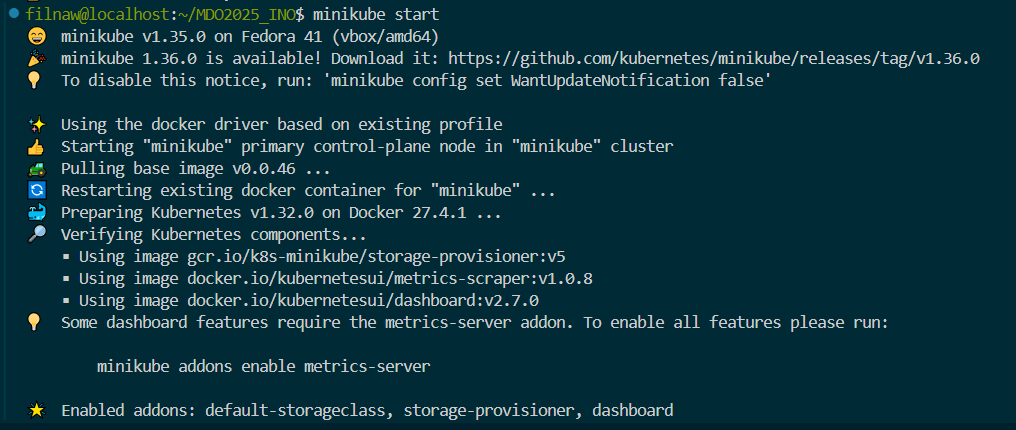 filnaw@localhost:~/MDO2025_INO$ minikube start
😄 minikube v1.35.0 on Fedora 41 (vbox/amd64)
🎉 minikube 1.36.0 is available! Download it: https://github.com/kubernetes/minikube/releases/tag/v1.36.0
💡 To disable this notice, run: 'minikube config set WantUpdateNotification false'

✨ Using the docker driver based on existing profile
👍 Starting "minikube" primary control-plane node in "minikube" cluster
🚜 Pulling base image v0.0.46 ...
🔄 Restarting existing docker container for "minikube" ...
🐳 Preparing Kubernetes v1.32.0 on Docker 27.4.1 ...
🔎 Verifying Kubernetes components...
▪ Using image gcr.io/k8s-minikube/storage-provisioner:v5
▪ Using image docker.io/kubernetesui/metrics-scraper:v1.0.8
▪ Using image docker.io/kubernetesui/dashboard:v2.7.0
💡 Some dashboard features require the metrics-server addon. To enable all features please run:

minikube addons enable metrics-server

🌟 Enabled addons: default-storageclass, storage-provisioner, dashboard